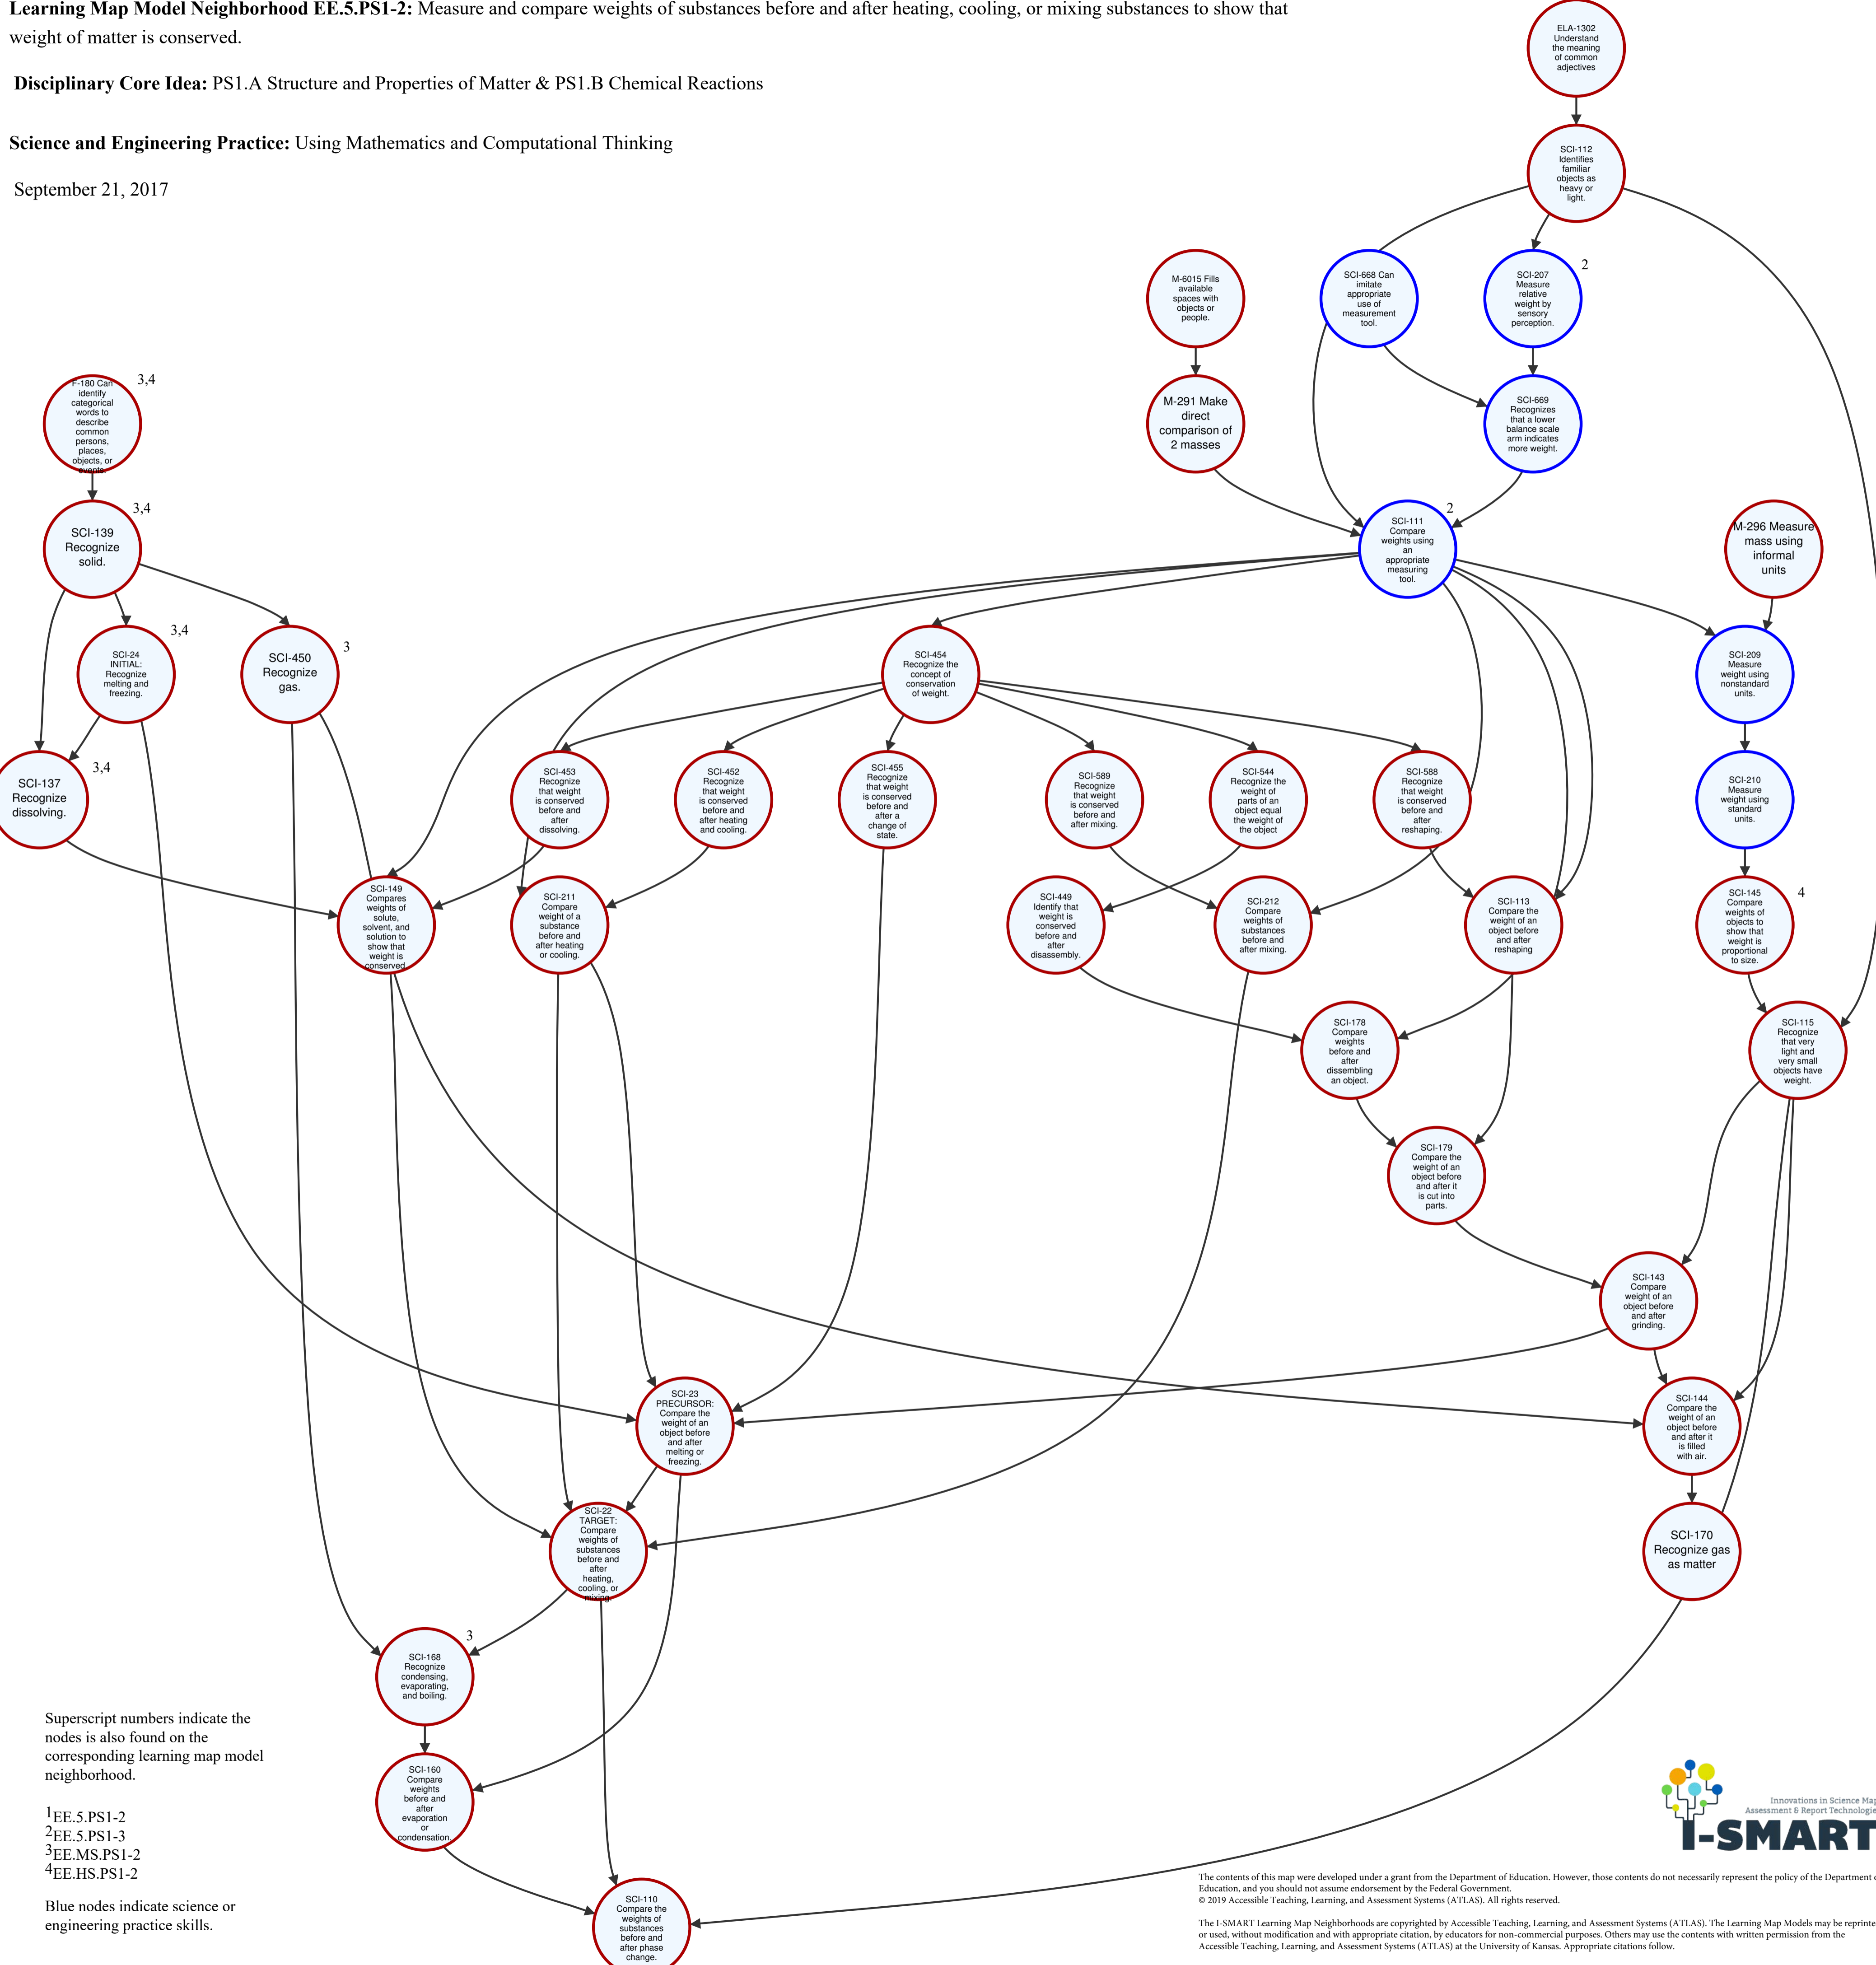 Learning Map Model Neighborhood EE.5.PS1-2: Measure and compare weights of substances before and after heating, cooling, or mixing substances to show that
weight of matter is conserved.
Disciplinary Core Idea: PS1.A Structure and Properties of Matter & PS1.B Chemical Reactions
Science and Engineering Practice: Using Mathematics and Computational Thinking
September 21, 2017
ELA-1302
Understand
the meaning
of common
adjectives
SCI-112
Identifies
familiar
objects as
heavy or
light.
M-6015 Fills
available
spaces with
objects or
people.
SCI-668 Can
imitate
appropriate
use of
measurement
tool.
2
SCI-207
Measure
relative
weight by
sensory
perception.
3,4
F-180 Can
identify
categorical
words to
describe
common
persons,
places,
objects, or
events.
M-291 Make
direct
comparison of
2 masses
SCI-669
Recognizes
that a lower
balance scale
arm indicates
more weight.
3,4
SCI-139
Recognize
solid.
2
SCI-111
Compare
weights using
an
appropriate
measuring
tool.
M-296 Measure
mass using
informal
units
3,4
SCI-24
INITIAL:
Recognize
melting and
freezing.
3
SCI-450
Recognize
gas.
SCI-454
Recognize the
concept of
conservation
of weight.
SCI-209
Measure
weight using
nonstandard
units.
3,4
SCI-137
Recognize
dissolving.
SCI-453
Recognize
that weight
is conserved
before and
after
dissolving.
SCI-452
Recognize
that weight
is conserved
before and
after heating
and cooling.
SCI-455
Recognize
that weight
is conserved
before and
after a
change of
state.
SCI-589
Recognize
that weight
is conserved
before and
after mixing.
SCI-544
Recognize the
weight of
parts of an
object equal
the weight of
the object
SCI-588
Recognize
that weight
is conserved
before and
after
reshaping.
SCI-210
Measure
weight using
standard
units.
SCI-149
Compares
weights of
solute,
solvent, and
solution to
show that
weight is
conserved.
SCI-211
Compare
weight of a
substance
before and
after heating
or cooling.
SCI-449
Identify that
weight is
conserved
before and
after
disassembly.
SCI-212
Compare
weights of
substances
before and
after mixing.
SCI-113
Compare the
weight of an
object before
and after
reshaping
4
SCI-145
Compare
weights of
objects to
show that
weight is
proportional
to size.
SCI-178
Compare
weights
before and
after
dissembling
an object.
SCI-115
Recognize
that very
light and
very small
objects have
weight.
SCI-179
Compare the
weight of an
object before
and after it
is cut into
parts.
SCI-143
Compare
weight of an
object before
and after
grinding.
SCI-23
PRECURSOR:
Compare the
weight of an
object before
and after
melting or
freezing.
SCI-144
Compare the
weight of an
object before
and after it
is filled
with air.
SCI-22
TARGET:
Compare
weights of
substances
before and
after
heating,
cooling, or
mixing.
SCI-170
Recognize gas
as matter
3
SCI-168
Recognize
condensing,
evaporating,
and boiling.
SCI-160
Compare
weights
before and
after
evaporation
or
condensation.
SCI-110
Compare the
weights of
substances
before and
after phase
change.
Superscript numbers indicate the
nodes is also found on the
corresponding learning map model
neighborhood.
1EE.5.PS1-2
2EE.5.PS1-3
3EE.MS.PS1-2
4EE.HS.PS1-2
Blue nodes indicate science or
engineering practice skills.
Innovations in Science Map
Assessment & Report Technologie
I-SMART
The contents of this map were developed under a grant from the Department of Education. However, those contents do not necessarily represent the policy of the Department
Education, and you should not assume endorsement by the Federal Government.
© 2019 Accessible Teaching, Learning, and Assessment Systems (ATLAS). All rights reserved.
The I-SMART Learning Map Neighborhoods are copyrighted by Accessible Teaching, Learning, and Assessment Systems (ATLAS). The Learning Map Models may be reprinte
or used, without modification and with appropriate citation, by educators for non-commercial purposes. Others may use the contents with written permission from the
Accessible Teaching, Learning, and Assessment Systems (ATLAS) at the University of Kansas. Appropriate citations follow.